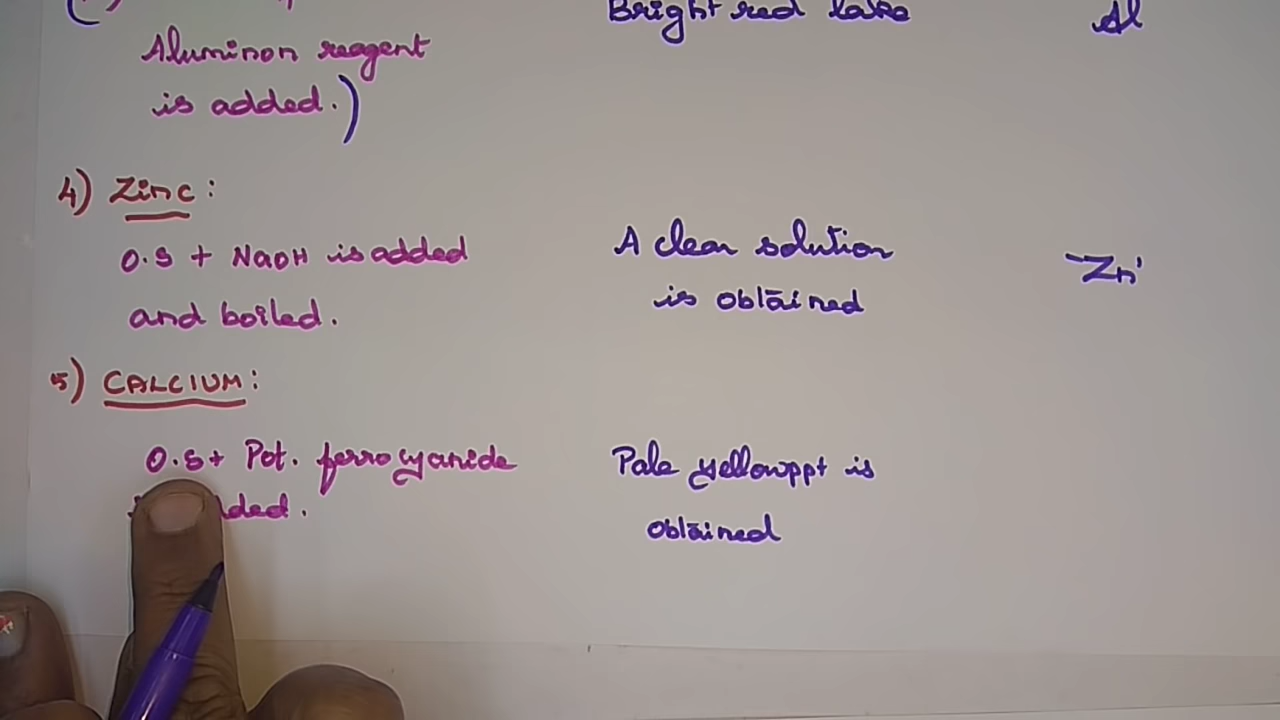 Bright red lake Al
Aluminon reagent
is added.)
4) Zinc:
O.S + NaOH is added A clear solution Zn
and boiled. is obtained
5) CALCIUM:
O.S + Pot. ferrocyanide Pale yellow ppt is
added. obtained